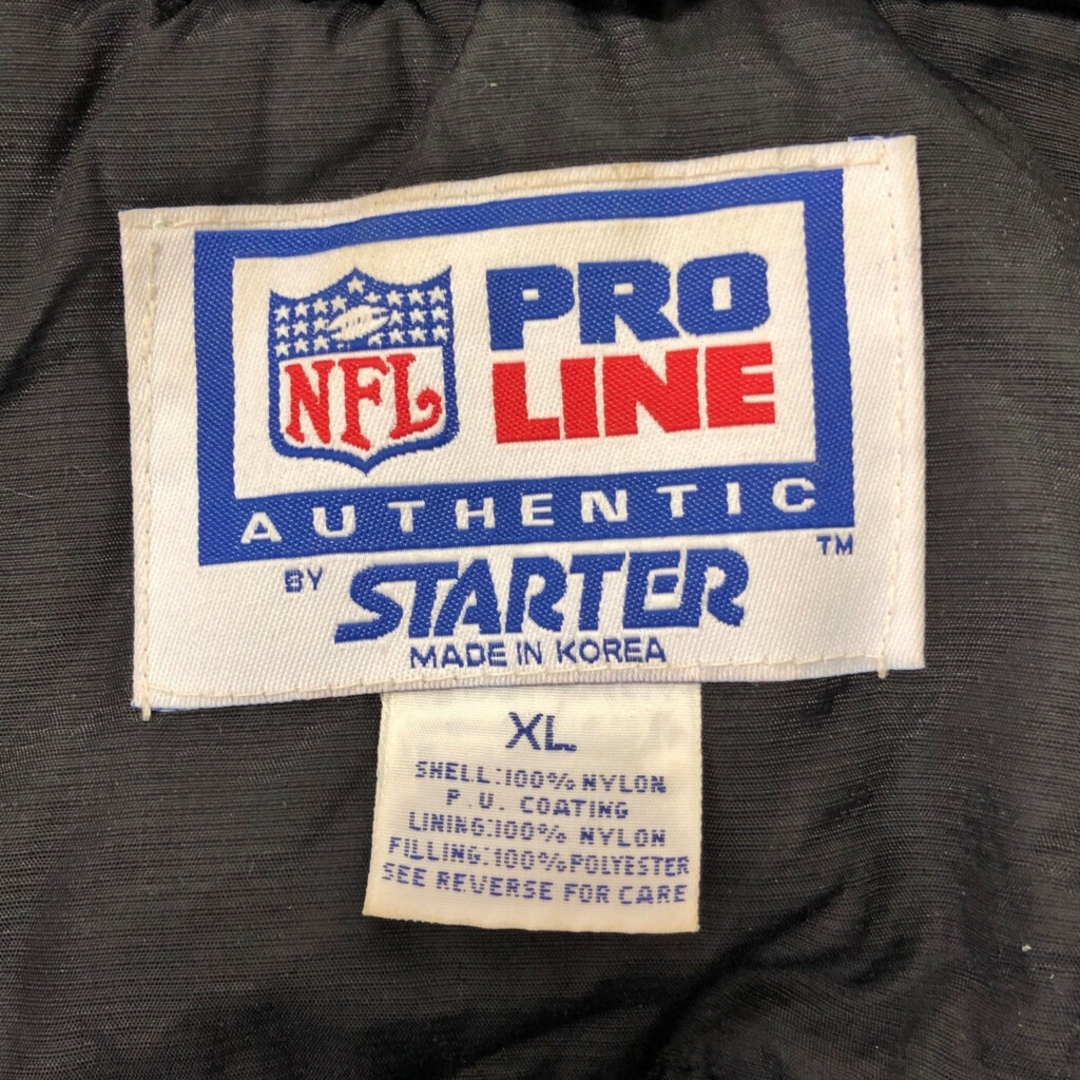 NFL
PRO
LINE
AUTHENTIC
BY STARTER ™
MADE IN KOREA
XL
SHELL:100% NYLON
P.U. COATING
LINING:100% NYLON
FILLING:100% POLYESTER
SEE REVERSE FOR CARE